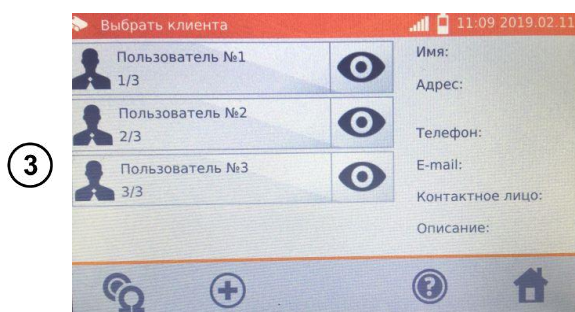 Выбрать клиента
11:09 2019.02.11
Пользователь №1
1/3
Пользователь №2
2/3
Пользователь №3
3/3
Имя:
Адрес:
Телефон:
E-mail:
Контактное лицо:
Описание:
3